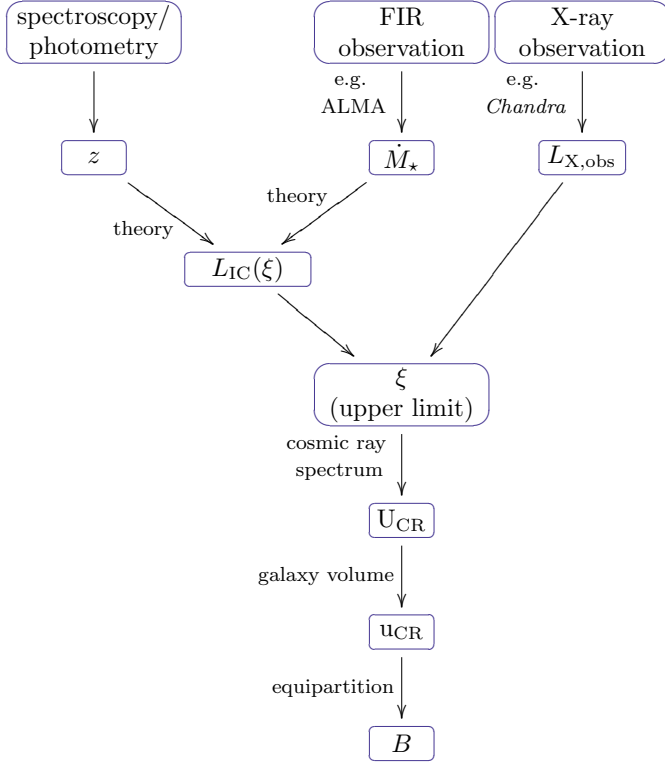 spectroscopy/
photometry
FIR
observation
X-ray
observation
e.g.
ALMA
e.g.
Chandra
z
Ṁ⋆
L_X,obs
theory
theory
L_IC(ξ)
ξ
(upper limit)
cosmic ray
spectrum
U_CR
galaxy volume
u_CR
equipartition
B